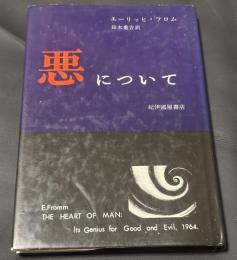 エーリッヒ・フロム
鈴木重吉訳
悪について
紀伊國屋書店
E.Fromm
THE HEART OF MAN:
Its Genius for Good and Evil, 1964.